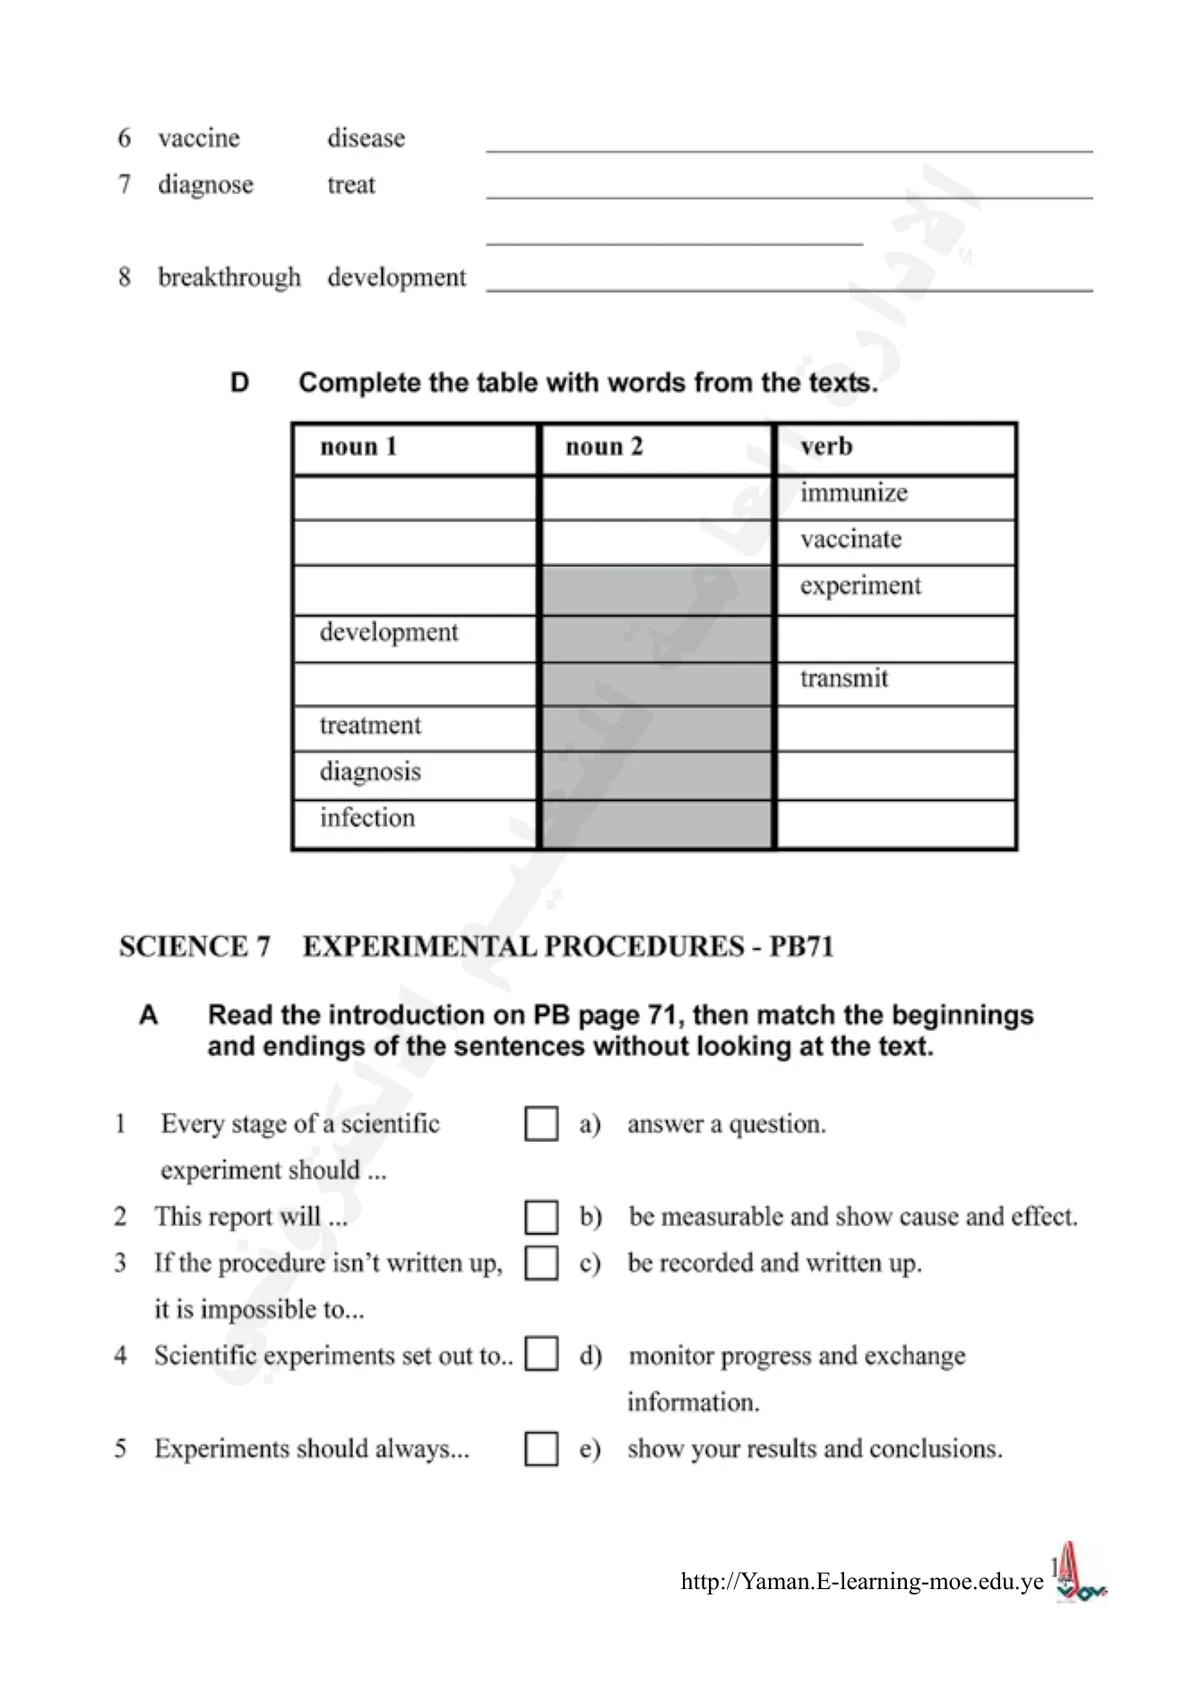 6 vaccine disease
7 diagnose treat
8 breakthrough development
D Complete the table with words from the texts.
noun 1 noun 2 verb
immunize
vaccinate
experiment
development
transmit
treatment
diagnosis
infection
SCIENCE 7 EXPERIMENTAL PROCEDURES - PB71
A Read the introduction on PB page 71, then match the beginnings
and endings of the sentences without looking at the text.
1 Every stage of a scientific a) answer a question.
experiment should ...
2 This report will ... b) be measurable and show cause and effect.
3 If the procedure isn’t written up, c) be recorded and written up.
it is impossible to...
4 Scientific experiments set out to.. d) monitor progress and exchange
information.
5 Experiments should always... e) show your results and conclusions.
http://Yaman.E-learning-moe.edu.ye
الإدارة العامة للتعليم الالكتروني